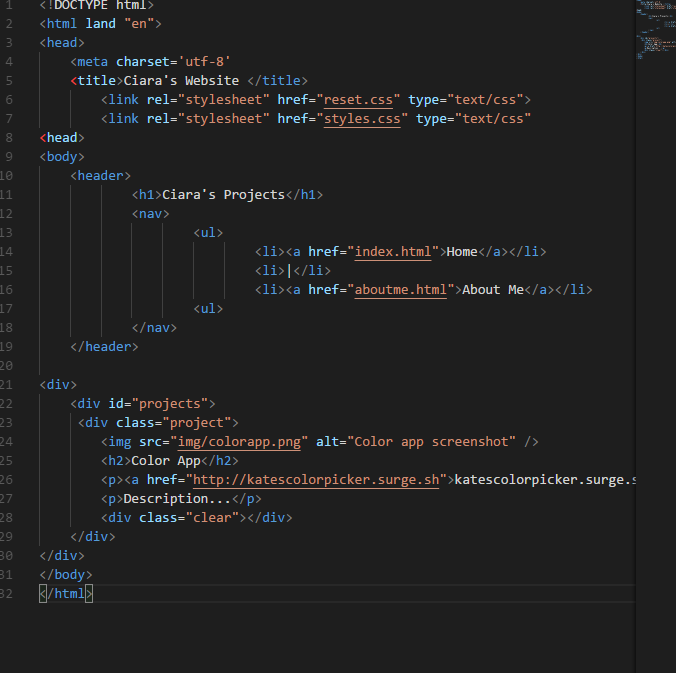 1 <!DOCTYPE html>
2 <html land "en">
3 <head>
4 <meta charset='utf-8'
5 <title>Ciara's Website </title>
6 <link rel="stylesheet" href="reset.css" type="text/css">
7 <link rel="stylesheet" href="styles.css" type="text/css"
8 <head>
9 <body>
10 <header>
11 <h1>Ciara's Projects</h1>
12 <nav>
13 <ul>
14 <li><a href="index.html">Home</a></li>
15 <li>|</li>
16 <li><a href="aboutme.html">About Me</a></li>
17 <ul>
18 </nav>
19 </header>
20
21 <div>
22 <div id="projects">
23 <div class="project">
24 <img src="img/colorapp.png" alt="Color app screenshot" />
25 <h2>Color App</h2>
26 <p><a href="http://katescolorpicker.surge.sh">katescolorpicker.surge.s
27 <p>Description...</p>
28 <div class="clear"></div>
29 </div>
30 </div>
31 </body>
32 </html>